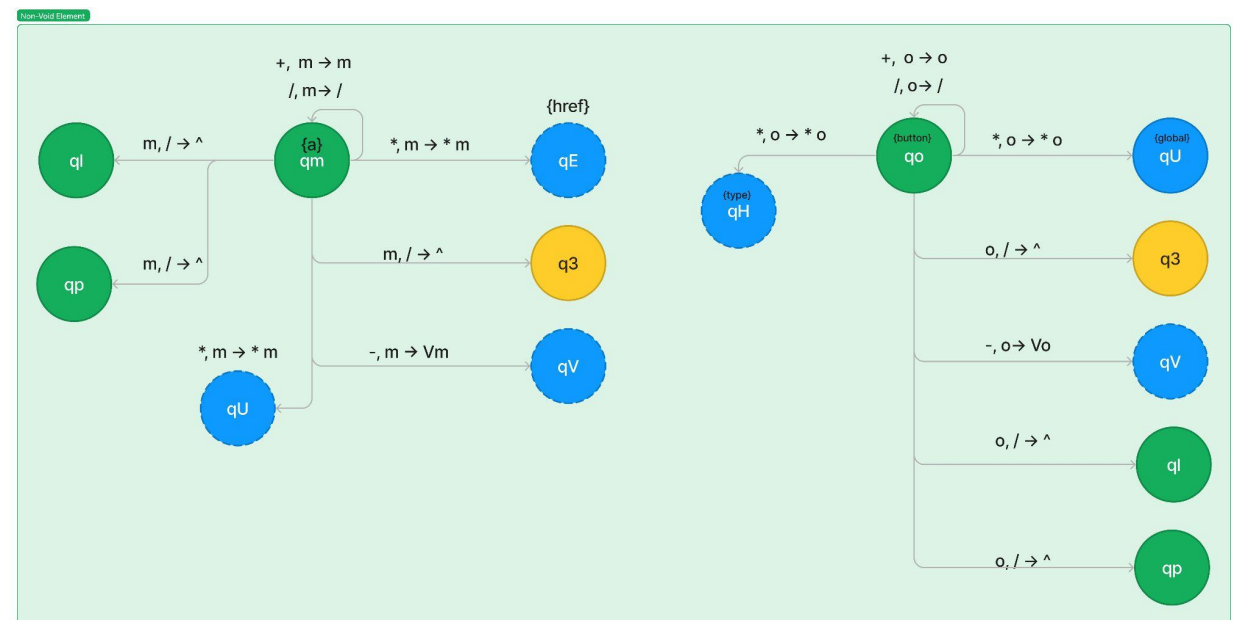 Non-Void Element
+, m → m
/, m→ /
{href}
m, / → ^
ql
{a}
qm
*, m → * m
qE
m, / → ^
qp
m, / → ^
q3
*, m → * m
qU
-, m → Vm
qV
+, o → o
/, o→ /
*, o → * o
{type}
qH
{button}
qo
*, o → * o
{global}
qU
o, / → ^
q3
-, o→ Vo
qV
o, / → ^
ql
o, / → ^
qp